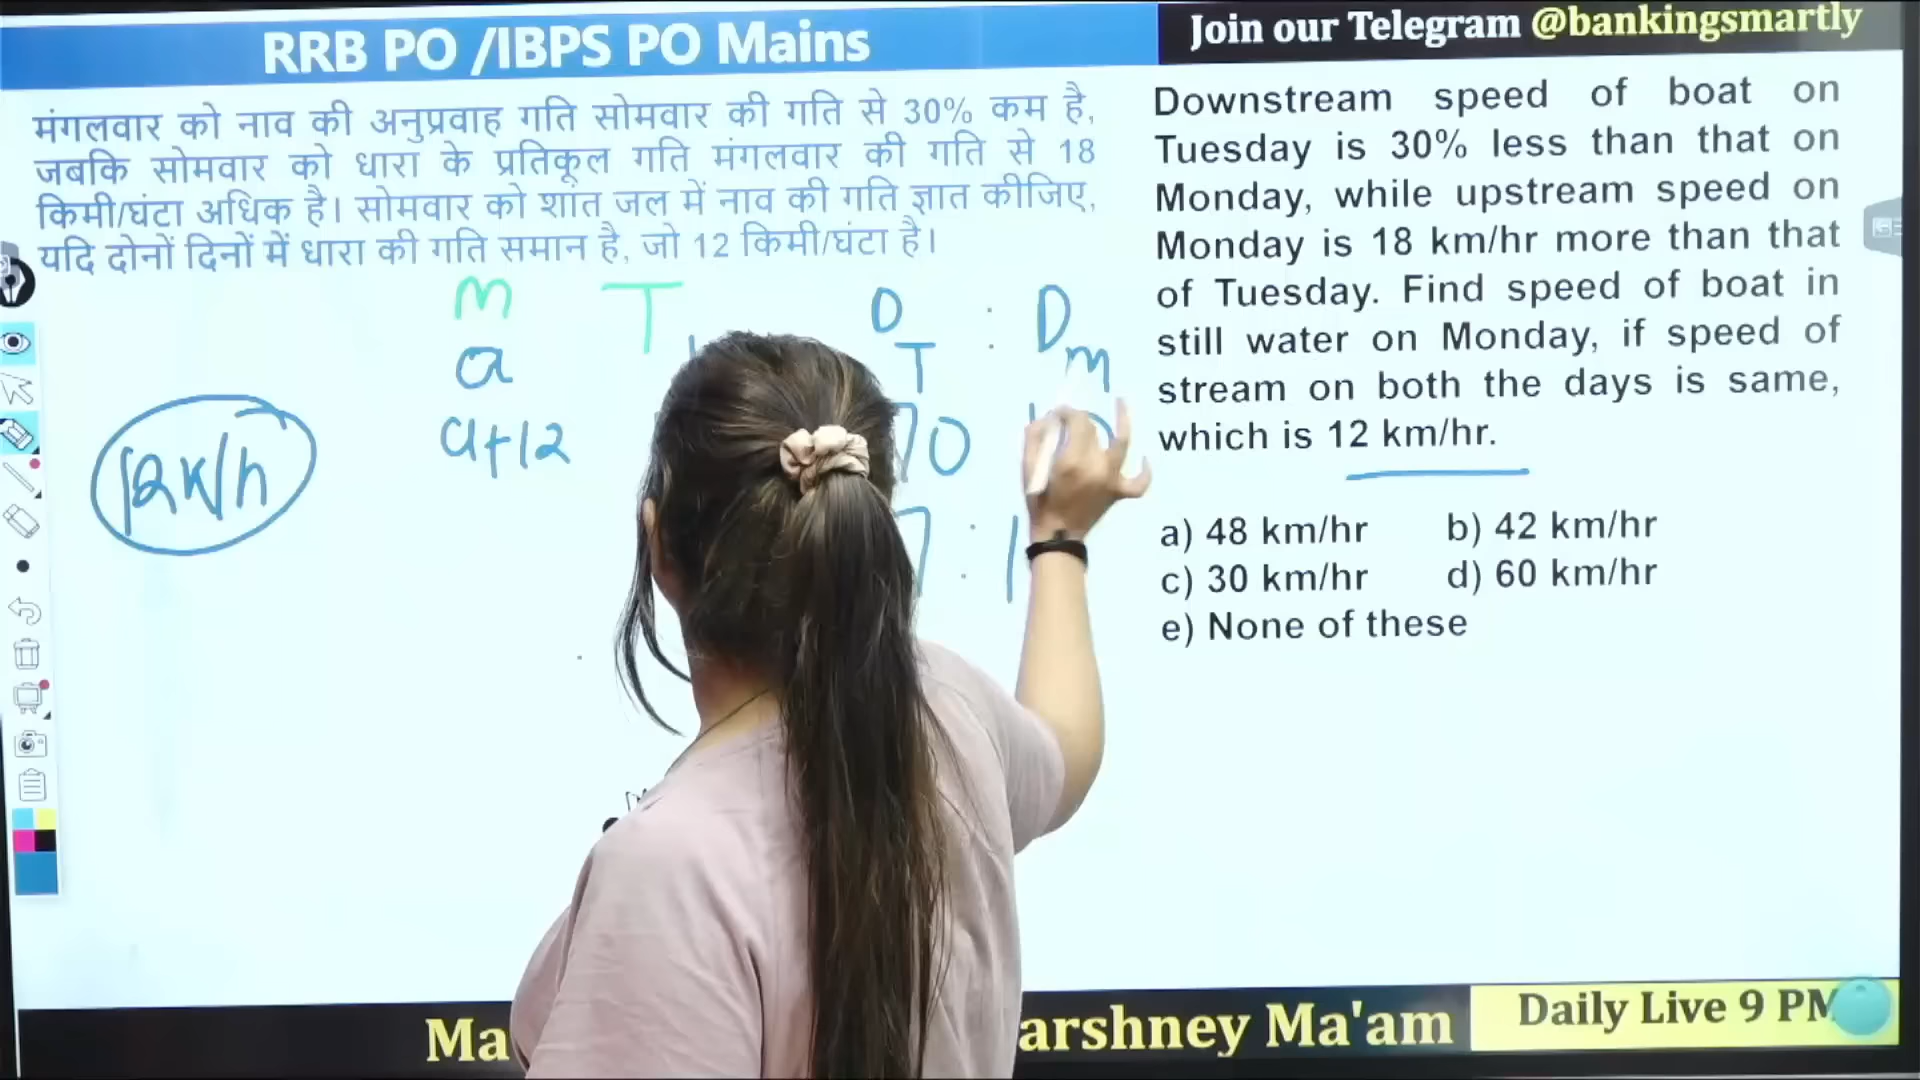 RRB PO /IBPS PO Mains
Join our Telegram @bankingsmartly
मंगलवार को नाव की अनुप्रवाह गति सोमवार की गति से 30% कम है,
जबकि सोमवार को धारा के प्रतिकूल गति मंगलवार की गति से 18
किमी/घंटा अधिक है। सोमवार को शांत जल में नाव की गति ज्ञात कीजिए,
यदि दोनों दिनों में धारा की गति समान है, जो 12 किमी/घंटा है।
Downstream speed of boat on
Tuesday is 30% less than that on
Monday, while upstream speed on
Monday is 18 km/hr more than that
of Tuesday. Find speed of boat in
still water on Monday, if speed of
stream on both the days is same,
which is 12 km/hr.
a) 48 km/hr b) 42 km/hr
c) 30 km/hr d) 60 km/hr
e) None of these
m T D : D
a T m
a+12 70
12k/h
7 : 1
arshney Ma'am
Daily Live 9 PM